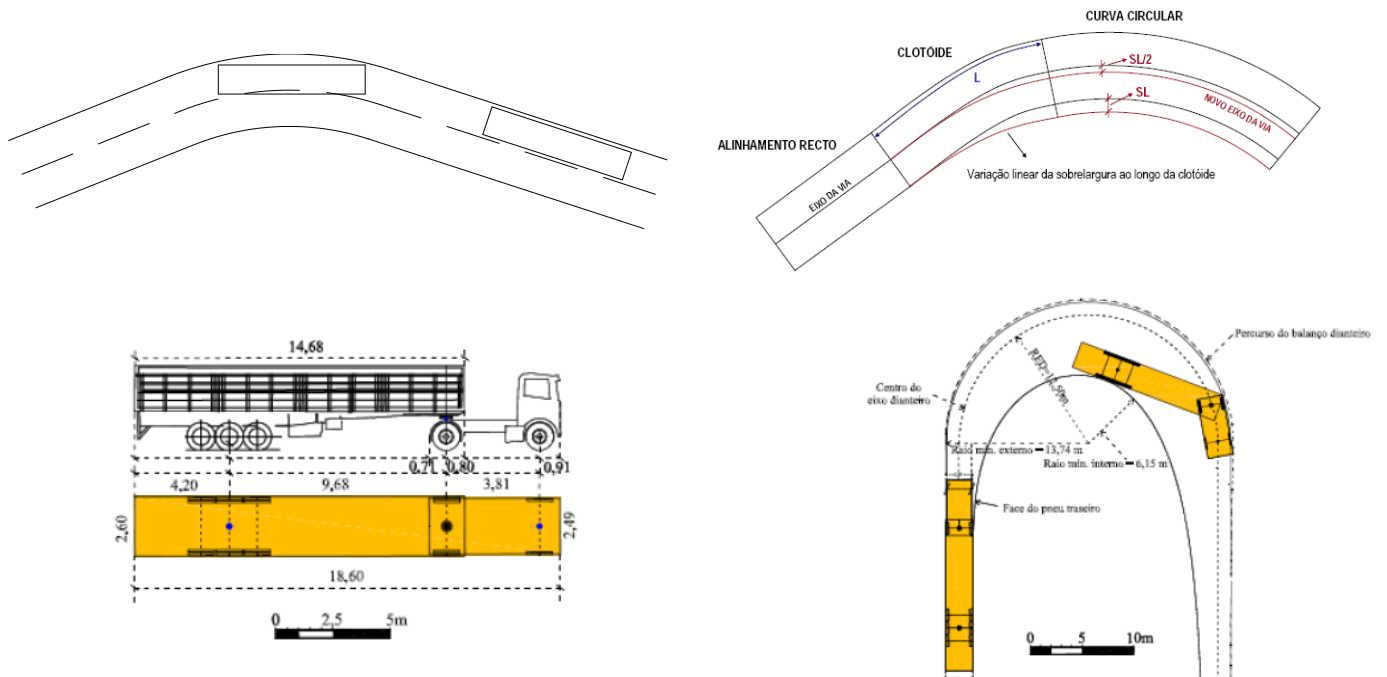 CURVA CIRCULAR
CLOTÓIDE
SL/2
L
SL
NOVO EIXO DA VIA
ALINHAMENTO RECTO
Variação linear da sobrelargura ao longo da clotóide
EIXO DA VIA
14,68
0,71
0,80
0,91
4,20
9,68
3,81
2,60
2,49
18,60
0 2,5 5m
Percurso do balanço dianteiro
Centro do
eixo dianteiro
Raio mín. externo = 13,74 m
Raio mín. interno = 6,15 m
Face do pneu traseiro
0 5 10m